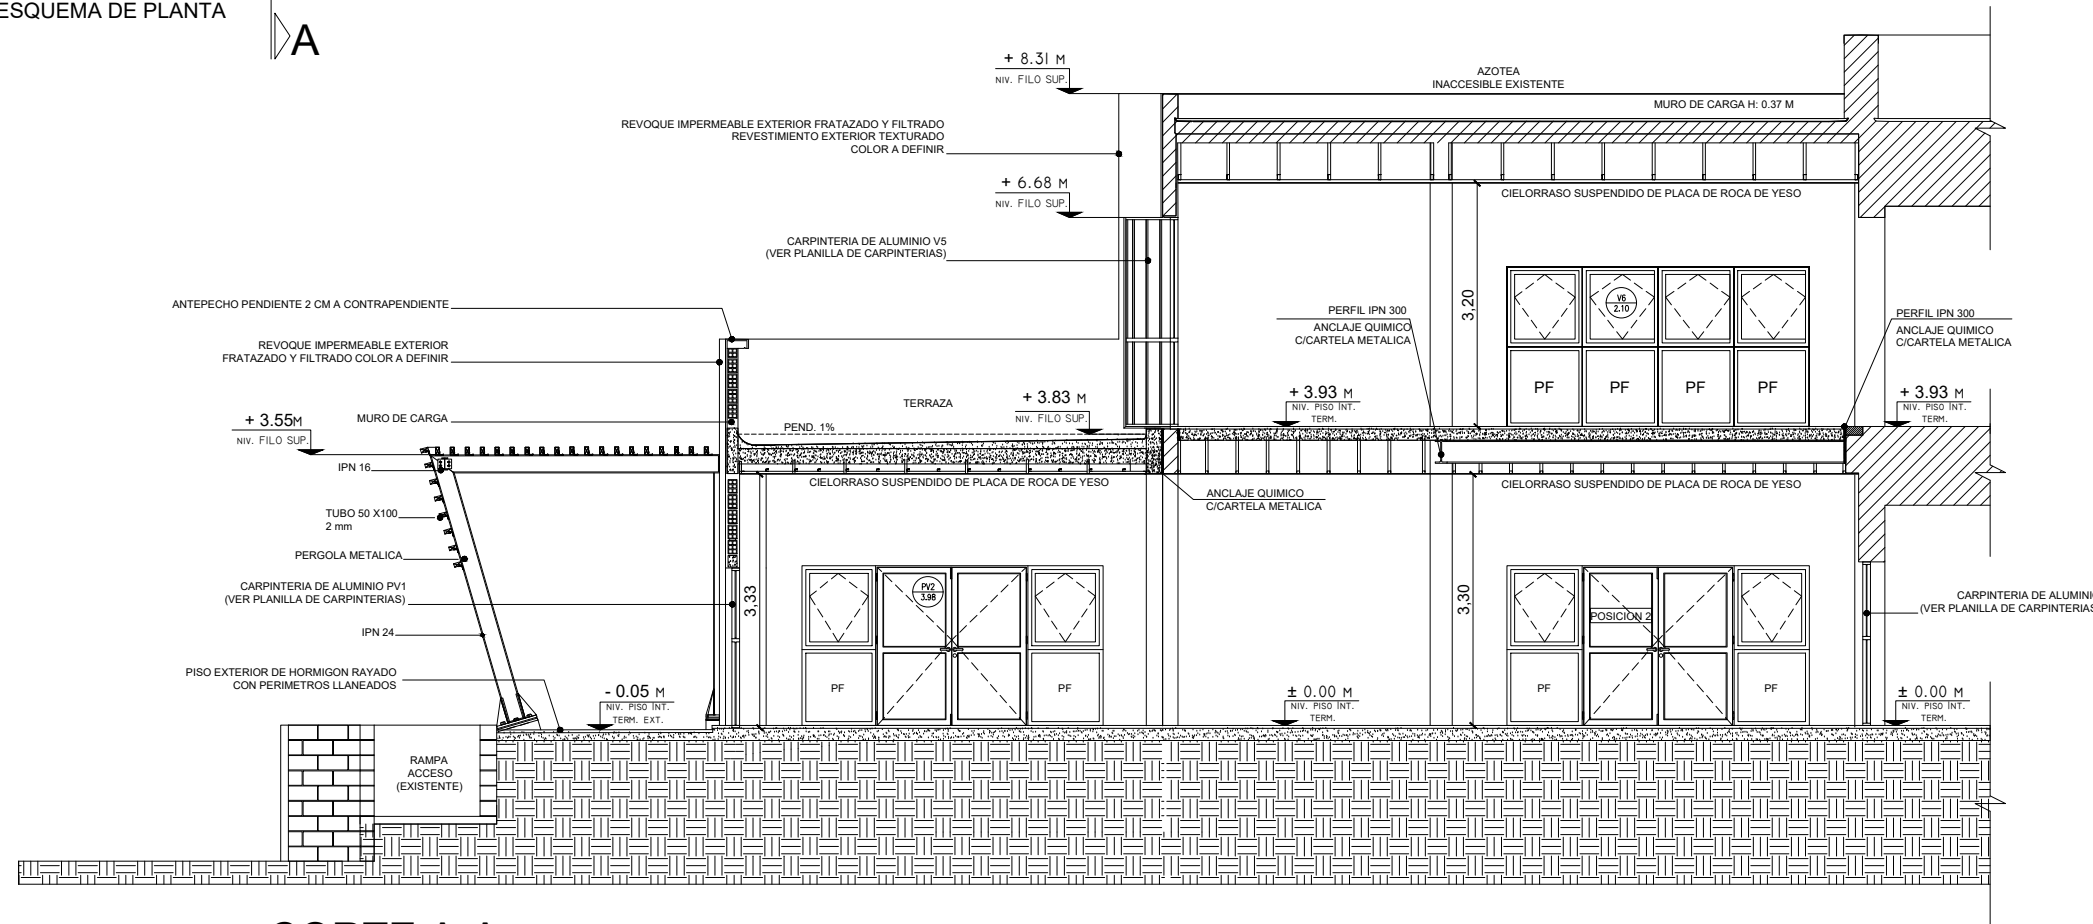 ESQUEMA DE PLANTA
A
+ 8.31 M
NIV. FILO SUP.
AZOTEA
INACCESIBLE EXISTENTE
MURO DE CARGA H: 0.37 M
REVOQUE IMPERMEABLE EXTERIOR FRATAZADO Y FILTRADO
REVESTIMIENTO EXTERIOR TEXTURADO
COLOR A DEFINIR
+ 6.68 M
NIV. FILO SUP.
CIELORRASO SUSPENDIDO DE PLACA DE ROCA DE YESO
CARPINTERIA DE ALUMINIO V5
(VER PLANILLA DE CARPINTERIAS)
ANTEPECHO PENDIENTE 2 CM A CONTRAPENDIENTE
3,20
V6
2.10
PERFIL IPN 300
ANCLAJE QUIMICO
C/CARTELA METALICA
PERFIL IPN 300
ANCLAJE QUIMICO
C/CARTELA METALICA
REVOQUE IMPERMEABLE EXTERIOR
FRATAZADO Y FILTRADO COLOR A DEFINIR
PF
PF
PF
PF
TERRAZA
+ 3.83 M
NIV. FILO SUP.
+ 3.93 M
NIV. PISO INT.
TERM.
+ 3.93 M
NIV. PISO INT.
TERM.
MURO DE CARGA
+ 3.55M
NIV. FILO SUP.
PEND. 1%
IPN 16
CIELORRASO SUSPENDIDO DE PLACA DE ROCA DE YESO
CIELORRASO SUSPENDIDO DE PLACA DE ROCA DE YESO
ANCLAJE QUIMICO
C/CARTELA METALICA
TUBO 50 X100
2 mm
PERGOLA METALICA
CARPINTERIA DE ALUMINIO PV1
(VER PLANILLA DE CARPINTERIAS)
3,33
PV2
3.98
3,30
POSICION 2
CARPINTERIA DE ALUMINI
(VER PLANILLA DE CARPINTERIAS
IPN 24
PISO EXTERIOR DE HORMIGON RAYADO
CON PERIMETROS LLANEADOS
PF
PF
PF
PF
- 0.05 M
NIV. PISO INT.
TERM. EXT.
± 0.00 M
NIV. PISO INT.
TERM.
± 0.00 M
NIV. PISO INT.
TERM.
RAMPA
ACCESO
(EXISTENTE)